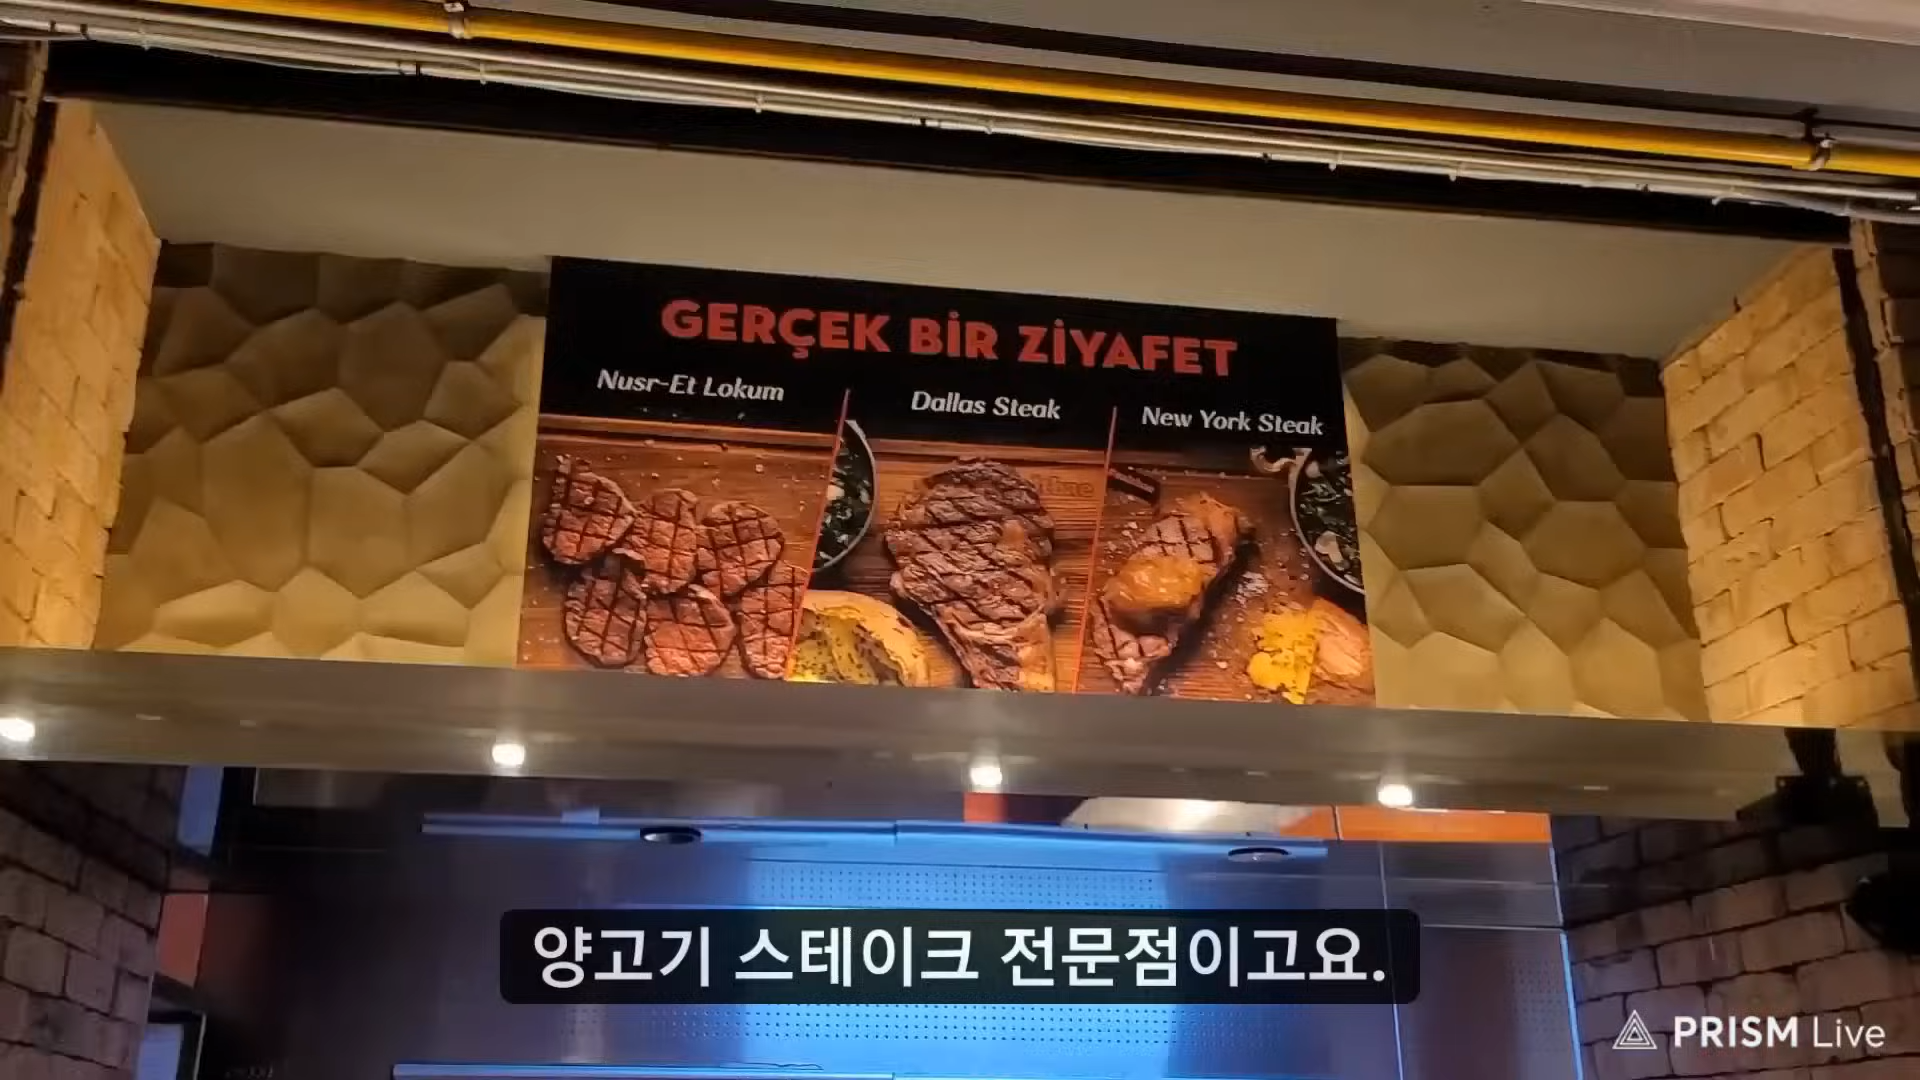 GERÇEK BİR ZİYAFET
Nusr-Et Lokum
Dallas Steak
New York Steak
양고기 스테이크 전문점이고요.
PRISM Live